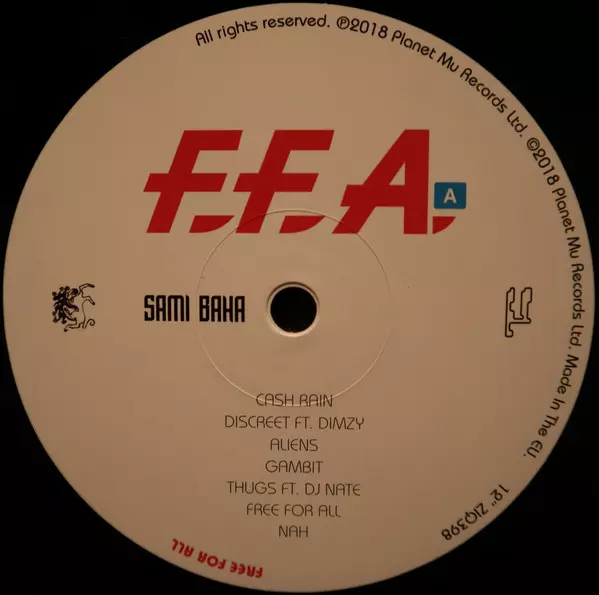 All rights reserved. ℗2018 Planet Mu Records Ltd. ©2018 Planet Mu Records Ltd. Made In The EU.
F.F.A.
A
SAMI BAHA
CASH RAIN
DISCREET FT. DIMZY
ALIENS
GAMBIT
THUGS FT. DJ NATE
FREE FOR ALL
NAH
12" ZIQ398
FREE FOR ALL